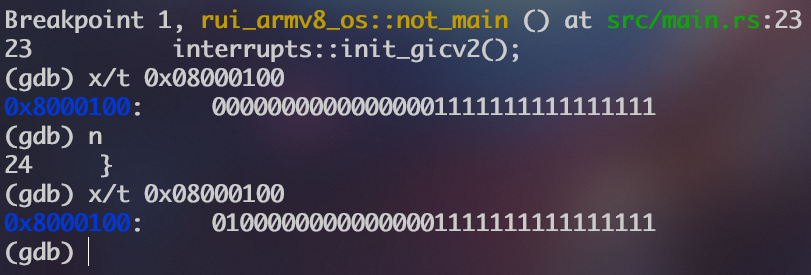 Breakpoint 1, rui_armv8_os::not_main () at src/main.rs:23
23          interrupts::init_gicv2();
(gdb) x/t 0x08000100
0x8000100:     00000000000000001111111111111111
(gdb) n
24     }
(gdb) x/t 0x08000100
0x8000100:     01000000000000001111111111111111
(gdb)